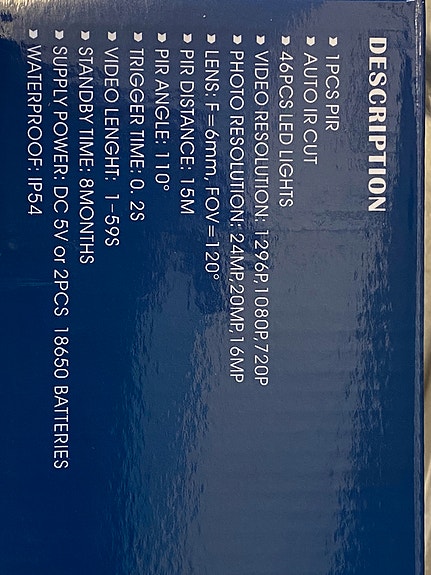 DESCRIPTION
1PCS PIR
AUTO IR CUT
46PCS LED LIGHTS
VIDEO RESOLUTION: 1296P,1080P,720P
PHOTO RESOLUTION: 24MP,20MP,16MP
LENS: F=6mm, FOV=120°
PIR DISTANCE: 15M
PIR ANGLE: 110°
TRIGGER TIME: 0.2S
VIDEO LENGHT: 1-59S
STANDBY TIME: 8MONTHS
SUPPLY POWER: DC 5V or 2PCS 18650 BATTERIES
WATERPROOF: IP54